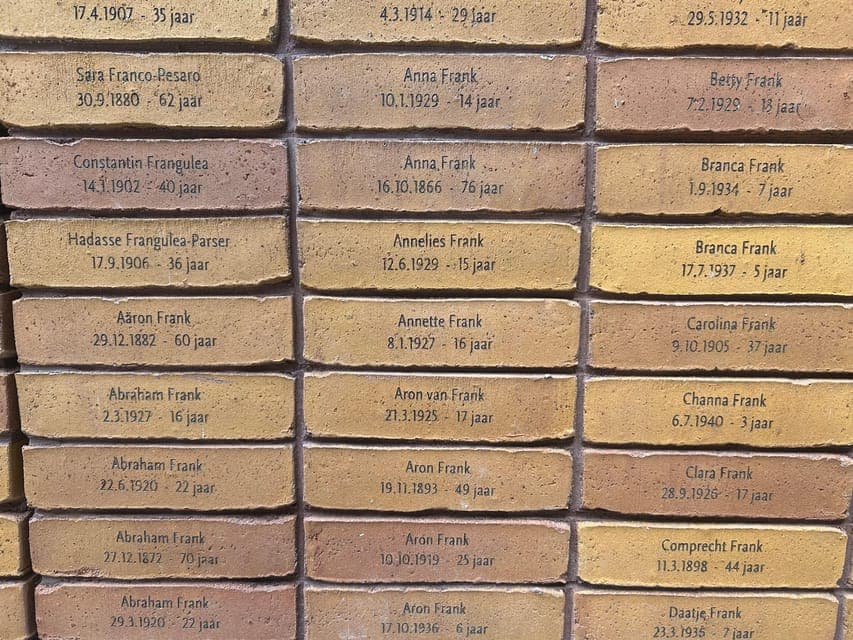 17.4.1907 - 35 jaar
Sara Franco-Pesaro
30.9.1880 - 62 jaar
Constantin Frangulea
14.1.1902 - 40 jaar
Hadasse Frangulea-Parser
17.9.1906 - 36 jaar
Aäron Frank
29.12.1882 - 60 jaar
Abraham Frank
2.3.1927 - 16 jaar
Abraham Frank
22.6.1920 - 22 jaar
Abraham Frank
27.12.1872 - 70 jaar
Abraham Frank
29.3.1920 - 22 jaar
4.3.1914 - 29 jaar
Anna Frank
10.1.1929 - 14 jaar
Anna Frank
16.10.1866 - 76 jaar
Annelies Frank
12.6.1929 - 15 jaar
Annette Frank
8.1.1927 - 16 jaar
Aron van Frank
21.3.1925 - 17 jaar
Aron Frank
19.11.1893 - 49 jaar
Aron Frank
10.10.1919 - 25 jaar
Aron Frank
17.10.1936 - 6 jaar
29.5.1932 - 11 jaar
Betty Frank
7.2.1929 - 18 jaar
Branca Frank
1.9.1934 - 7 jaar
Branca Frank
17.7.1937 - 5 jaar
Carolina Frank
9.10.1905 - 37 jaar
Channa Frank
6.7.1940 - 3 jaar
Clara Frank
28.9.1926 - 17 jaar
Comprecht Frank
11.3.1898 - 44 jaar
Daatje Frank
23.3.1935 - 7 jaar